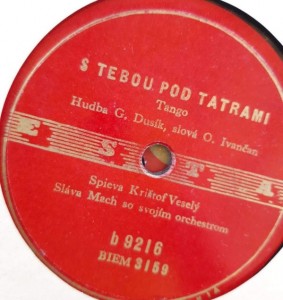 S TEBOU POD TATRAMI
Tango
Hudba G. Dusík, slová O. Ivančan
ESTA
Spieva Krištof Veselý
Sláva Mach so svojím orchestrom
b 9216
BIEM 3159